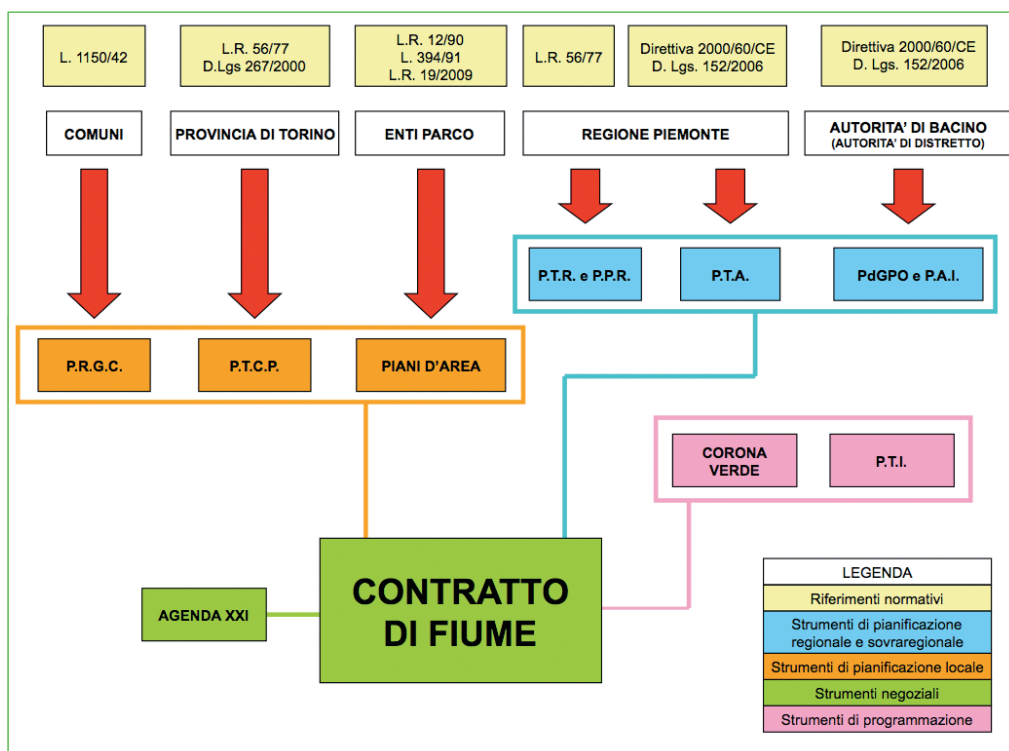 L. 1150/42
L.R. 56/77
D.Lgs 267/2000
L.R. 12/90
L. 394/91
L.R. 19/2009
L.R. 56/77
Direttiva 2000/60/CE
D. Lgs. 152/2006
Direttiva 2000/60/CE
D. Lgs. 152/2006
COMUNI
PROVINCIA DI TORINO
ENTI PARCO
REGIONE PIEMONTE
AUTORITA' DI BACINO
(AUTORITA' DI DISTRETTO)
P.T.R. e P.P.R.
P.T.A.
PdGPO e P.A.I.
P.R.G.C.
P.T.C.P.
PIANI D'AREA
CORONA
VERDE
P.T.I.
AGENDA XXI
CONTRATTO
DI FIUME
LEGENDA
Riferimenti normativi
Strumenti di pianificazione
regionale e sovraregionale
Strumenti di pianificazione locale
Strumenti negoziali
Strumenti di programmazione